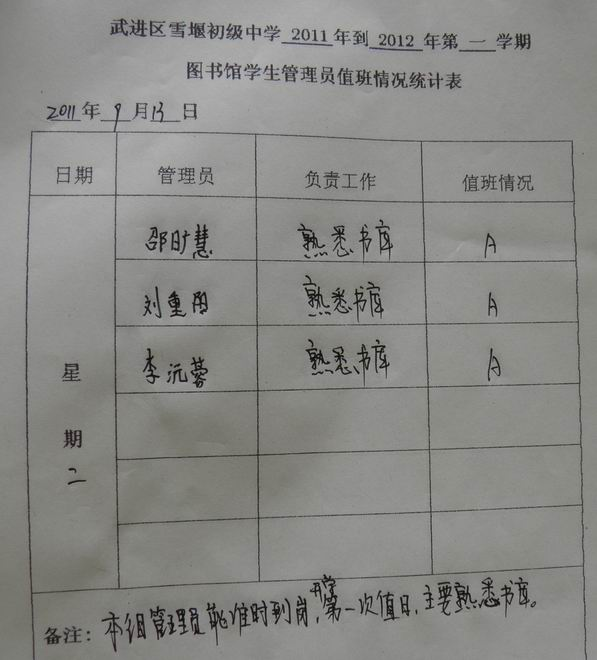 武进区雪堰初级中学 2011 年到 2012 年第 一 学期
图书馆学生管理员值班情况统计表
2011 年 9 月 13 日
日期 管理员 负责工作 值班情况
邵旷慧 熟悉书库 A
刘重阳 熟悉书库 A
李沅蓉 熟悉书库 A
星期二
备注：本组管理员能准时到岗，开学第一次值日，主要熟悉书库。